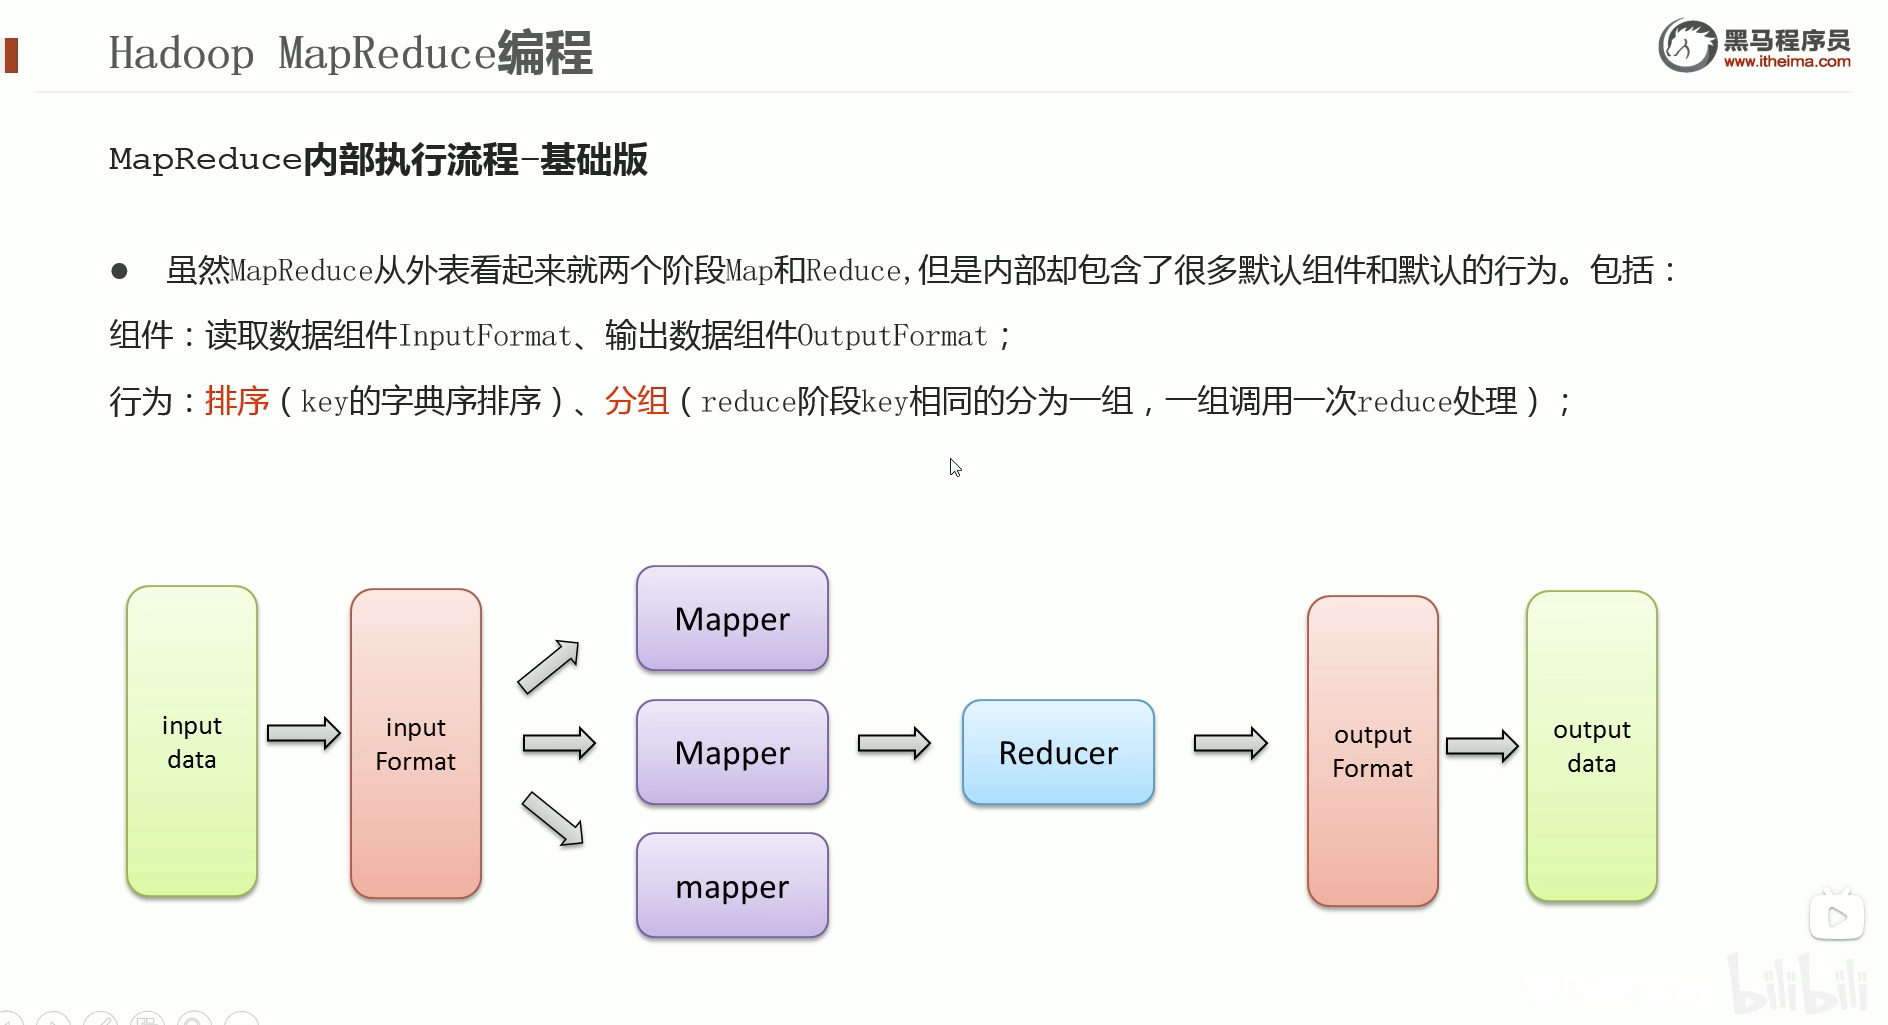 Hadoop MapReduce编程
黑马程序员
www.itheima.com
MapReduce内部执行流程-基础版
● 虽然MapReduce从外表看起来就两个阶段Map和Reduce,但是内部却包含了很多默认组件和默认的行为。包括：
组件：读取数据组件InputFormat、输出数据组件OutputFormat；
行为：排序（key的字典序排序）、分组（reduce阶段key相同的分为一组，一组调用一次reduce处理）；
input
data
input
Format
Mapper
Mapper
mapper
Reducer
output
Format
output
data
bilibili